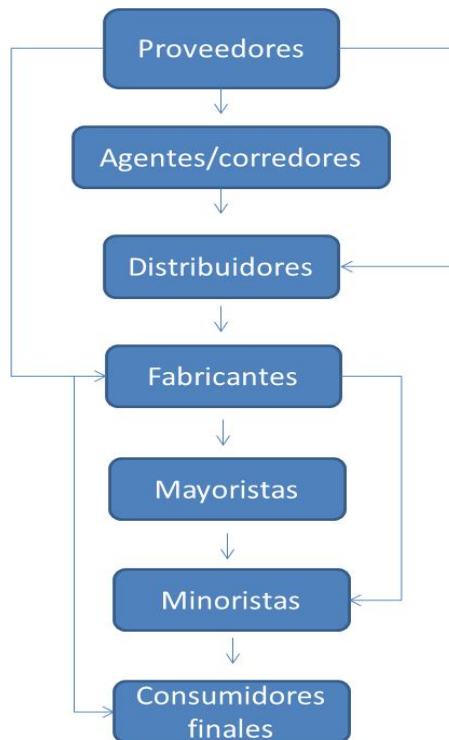 Proveedores
Agentes/corredores
Distribuidores
Fabricantes
Mayoristas
Minoristas
Consumidores
finales